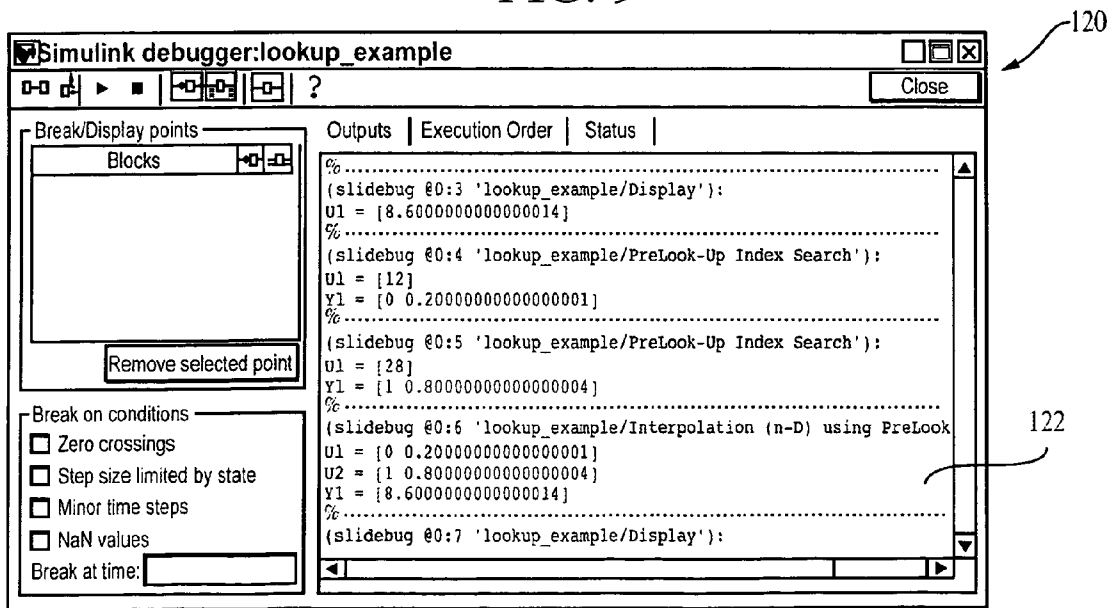 120
Simulink debugger:lookup_example
?
Close
Break/Display points
Blocks
Remove selected point
Break on conditions
Zero crossings
Step size limited by state
Minor time steps
NaN values
Break at time:
Outputs | Execution Order | Status |
%................................................................
(slidebug @0:3 'lookup_example/Display'):
U1 = [8.6000000000000014]
%................................................................
(slidebug @0:4 'lookup_example/PreLook-Up Index Search'):
U1 = [12]
Y1 = [0 0.20000000000000001]
%................................................................
(slidebug @0:5 'lookup_example/PreLook-Up Index Search'):
U1 = [28]
Y1 = [1 0.80000000000000004]
%................................................................
(slidebug @0:6 'lookup_example/Interpolation (n-D) using PreLook
U1 = [0 0.20000000000000001]
U2 = [1 0.80000000000000004]
Y1 = [8.6000000000000014]
%................................................................
(slidebug @0:7 'lookup_example/Display'):
122